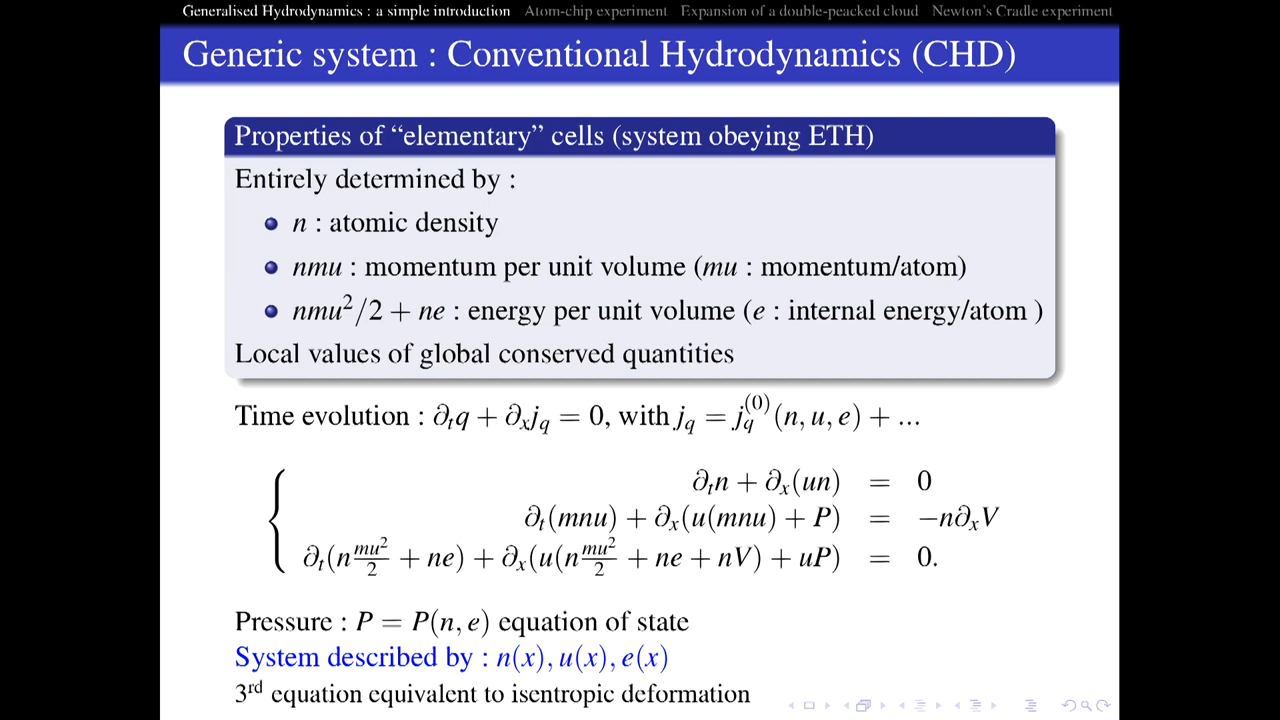 Generalised Hydrodynamics : a simple introduction Atom-chip experiment Expansion of a double-peacked cloud Newton's Cradle experiment
Generic system : Conventional Hydrodynamics (CHD)
Properties of “elementary” cells (system obeying ETH)
Entirely determined by :
n : atomic density
nmu : momentum per unit volume (mu : momentum/atom)
nmu²/2 + ne : energy per unit volume (e : internal energy/atom )
Local values of global conserved quantities
Time evolution : ∂ₜq + ∂ₓj_q = 0, with j_q = j_q^(0)(n, u, e) + ...
∂ₜn + ∂ₓ(un) = 0
∂ₜ(mnu) + ∂ₓ(u(mnu) + P) = −n∂ₓV
∂ₜ(n mu²/2 + ne) + ∂ₓ(u(n mu²/2 + ne + nV) + uP) = 0.
Pressure : P = P(n, e) equation of state
System described by : n(x), u(x), e(x)
3rd equation equivalent to isentropic deformation